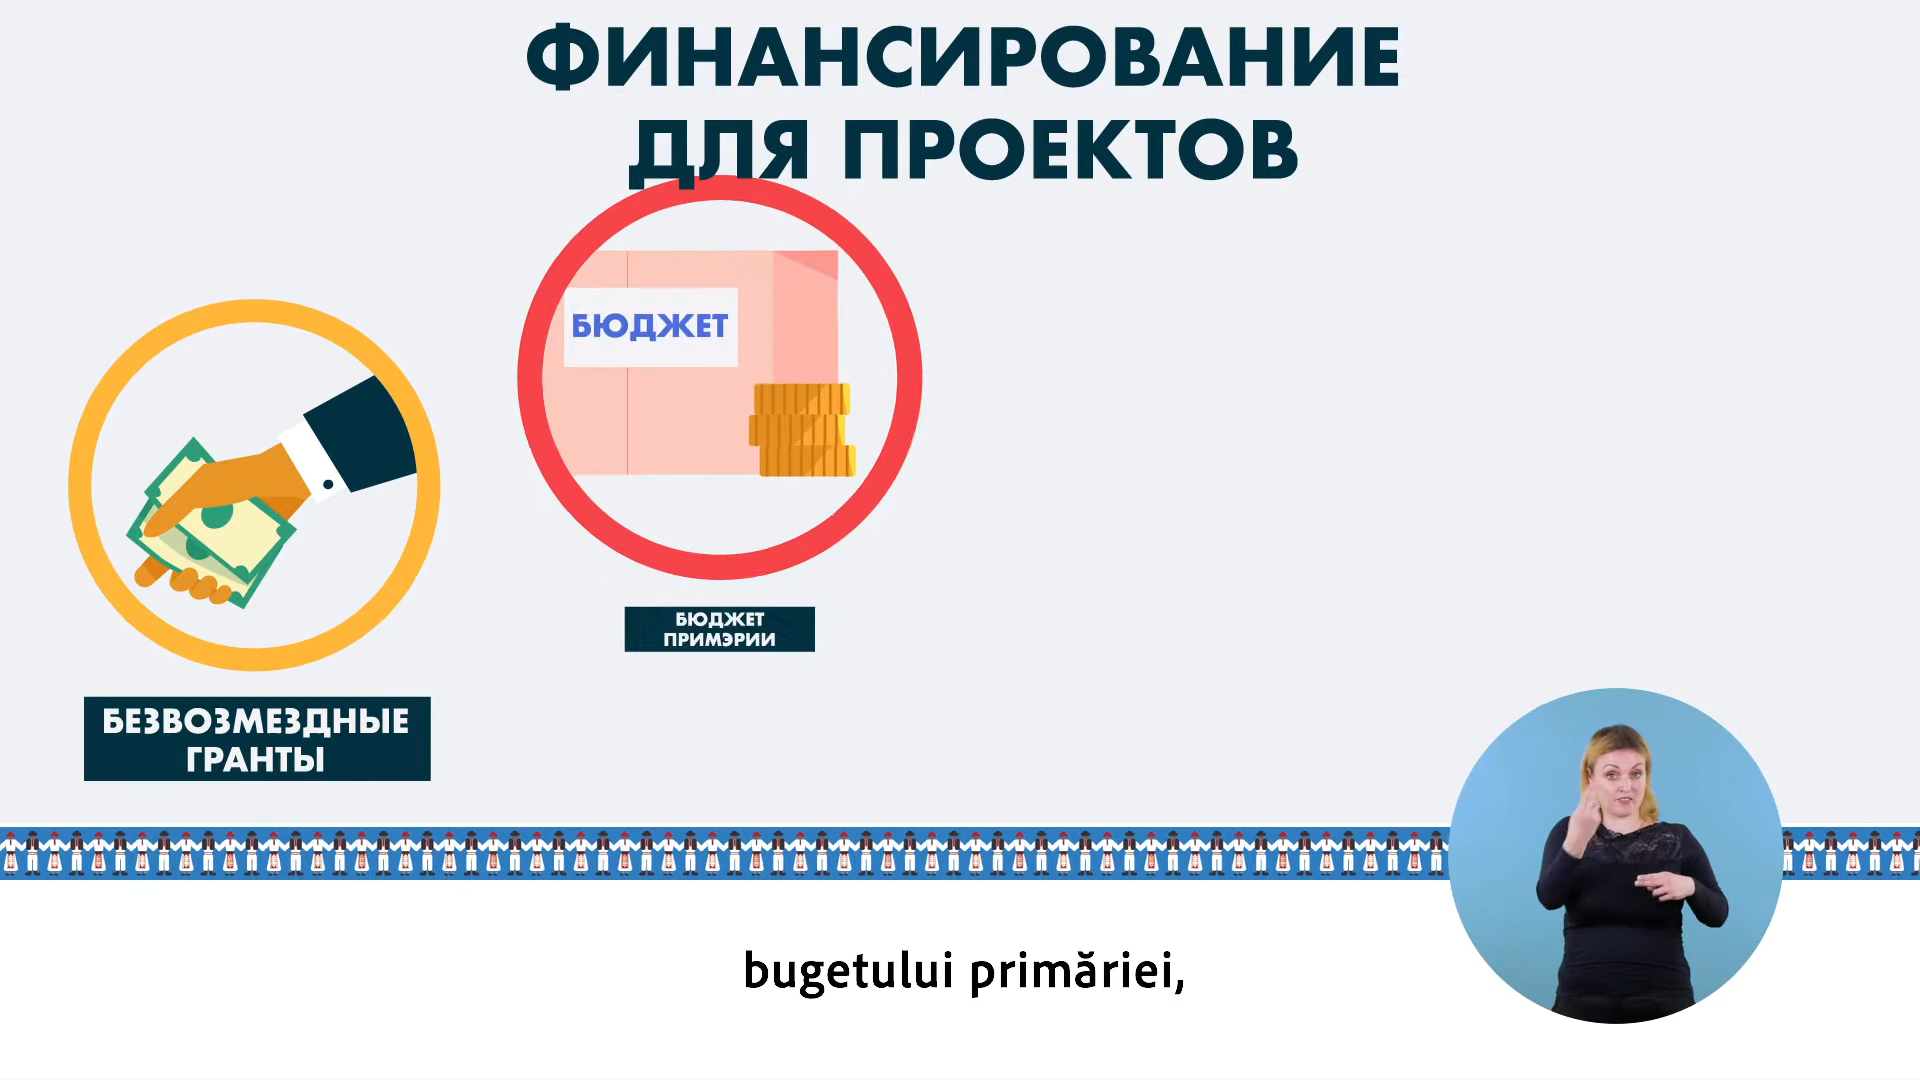 ФИНАНСИРОВАНИЕ
ДЛЯ ПРОЕКТОВ
БЮДЖЕТ
БЮДЖЕТ
ПРИМЭРИИ
БЕЗВОЗМЕЗДНЫЕ
ГРАНТЫ
bugetului primăriei,